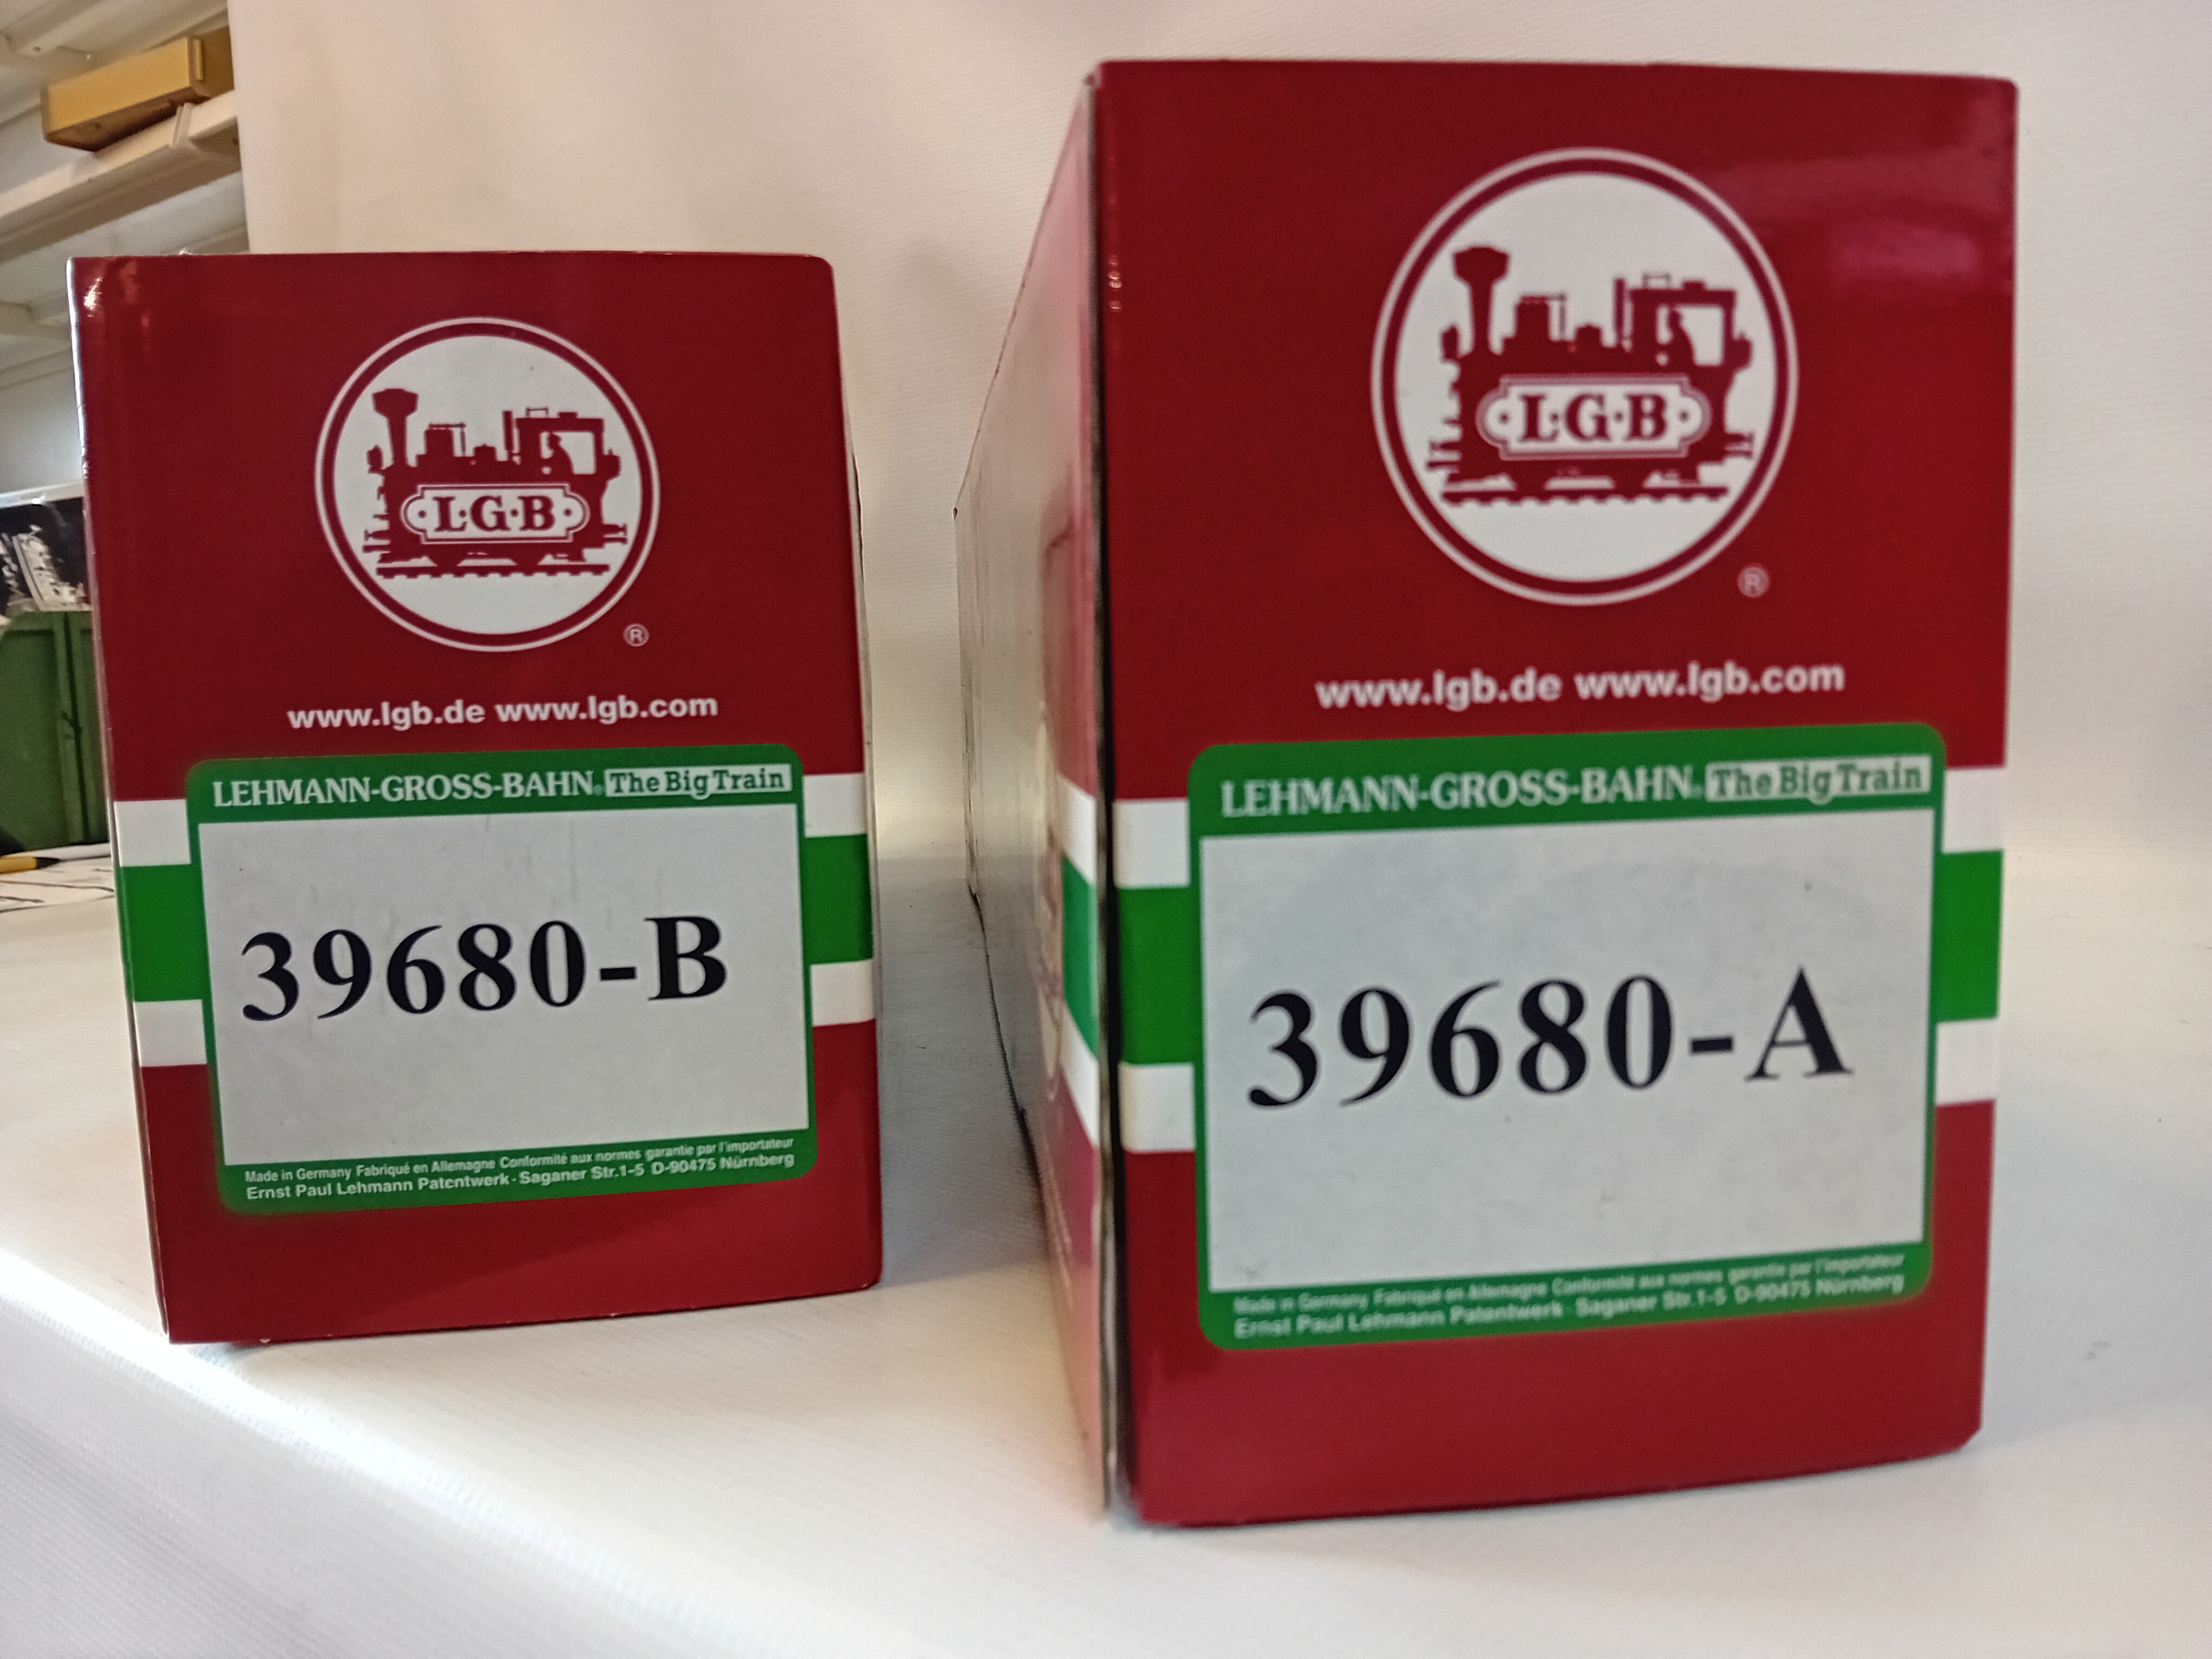 L·G·B
®
www.lgb.de www.lgb.com
LEHMANN-GROSS-BAHN® The Big Train
39680-B
Made in Germany Fabriqué en Allemagne Conformité aux normes garantie par l'importateur
Ernst Paul Lehmann Patentwerk · Saganer Str.1-5 D-90475 Nürnberg
L·G·B
®
www.lgb.de www.lgb.com
LEHMANN-GROSS-BAHN® The Big Train
39680-A
Made in Germany Fabriqué en Allemagne Conformité aux normes garantie par l'importateur
Ernst Paul Lehmann Patentwerk · Saganer Str.1-5 D-90475 Nürnberg